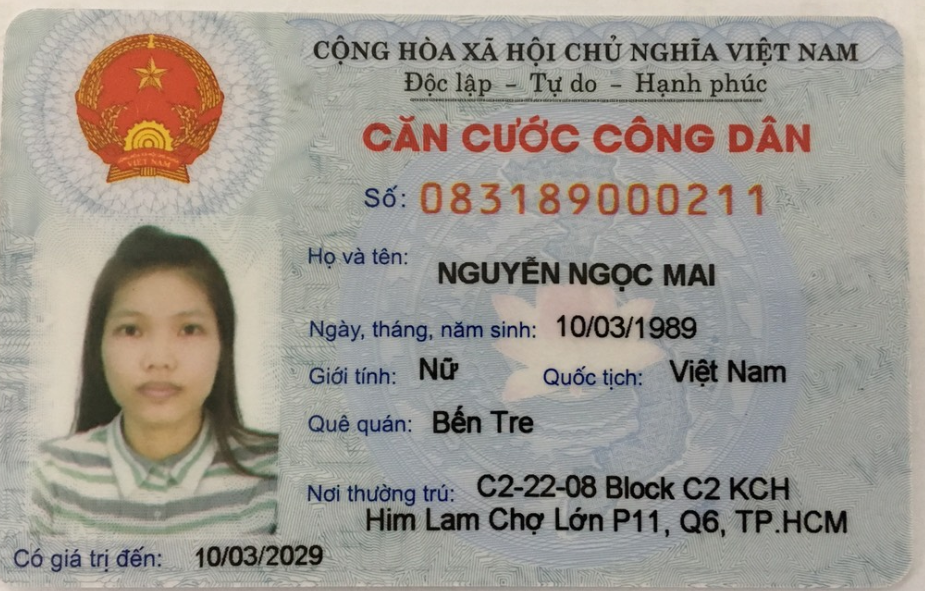 CỘNG HÒA XÃ HỘI CHỦ NGHĨA VIỆT NAM
Độc lập – Tự do – Hạnh phúc
CĂN CƯỚC CÔNG DÂN
Số: 083189000211
Họ và tên: NGUYỄN NGỌC MAI
Ngày, tháng, năm sinh: 10/03/1989
Giới tính: Nữ Quốc tịch: Việt Nam
Quê quán: Bến Tre
Nơi thường trú: C2-22-08 Block C2 KCH
Him Lam Chợ Lớn P11, Q6, TP.HCM
Có giá trị đến: 10/03/2029